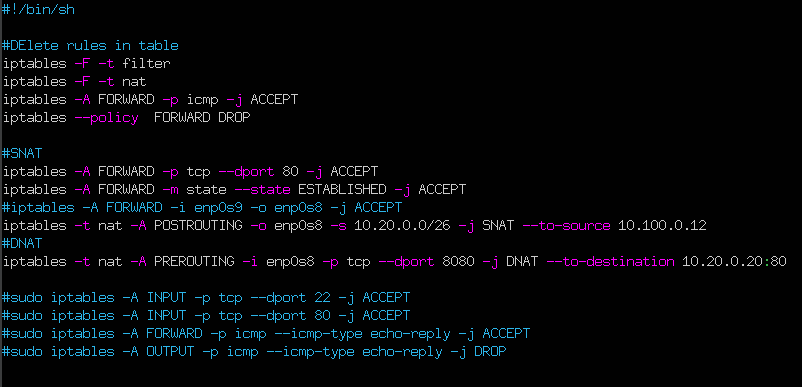 #!/bin/sh
#DElete rules in table
iptables -F -t filter
iptables -F -t nat
iptables -A FORWARD -p icmp -j ACCEPT
iptables --policy  FORWARD DROP
#SNAT
iptables -A FORWARD -p tcp --dport 80 -j ACCEPT
iptables -A FORWARD -m state --state ESTABLISHED -j ACCEPT
#iptables -A FORWARD -i enp0s9 -o enp0s8 -j ACCEPT
iptables -t nat -A POSTROUTING -o enp0s8 -s 10.20.0.0/26 -j SNAT --to-source 10.100.0.12
#DNAT
iptables -t nat -A PREROUTING -i enp0s8 -p tcp --dport 8080 -j DNAT --to-destination 10.20.0.20:80
#sudo iptables -A INPUT -p tcp --dport 22 -j ACCEPT
#sudo iptables -A INPUT -p tcp --dport 80 -j ACCEPT
#sudo iptables -A FORWARD -p icmp --icmp-type echo-reply -j ACCEPT
#sudo iptables -A OUTPUT -p icmp --icmp-type echo-reply -j DROP